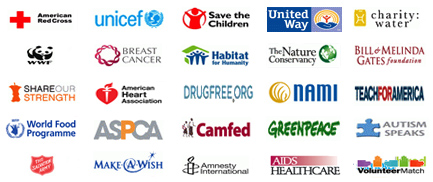 American
Red Cross
unicef
Save the
Children
United
Way
charity:
water
WWF
BREAST
CANCER
Habitat
for Humanity
The Nature
Conservancy
BILL & MELINDA
GATES foundation
SHARE OUR
STRENGTH
American
Heart
Association
DRUGFREE.ORG
NAMI
TEACHFORAMERICA
World Food
Programme
ASPCA
Camfed
GREENPEACE
AUTISM
SPEAKS
MAKE A WISH
Amnesty
International
AIDS
HEALTHCARE
VolunteerMatch